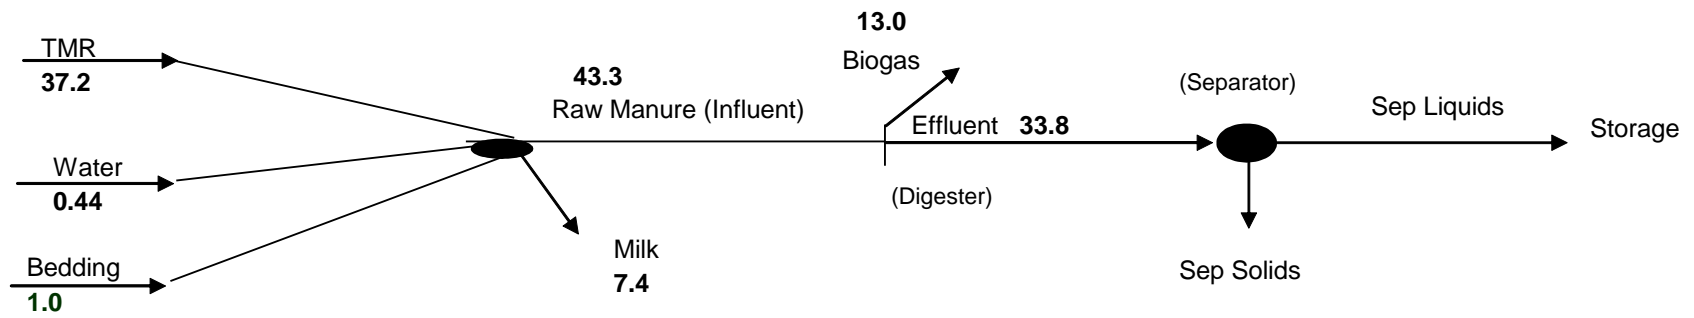 TMR
37.2
Water
0.44
Bedding
1.0
43.3
Raw Manure (Influent)
Milk
7.4
13.0
Biogas
Effluent 33.8
(Digester)
(Separator)
Sep Liquids
Storage
Sep Solids